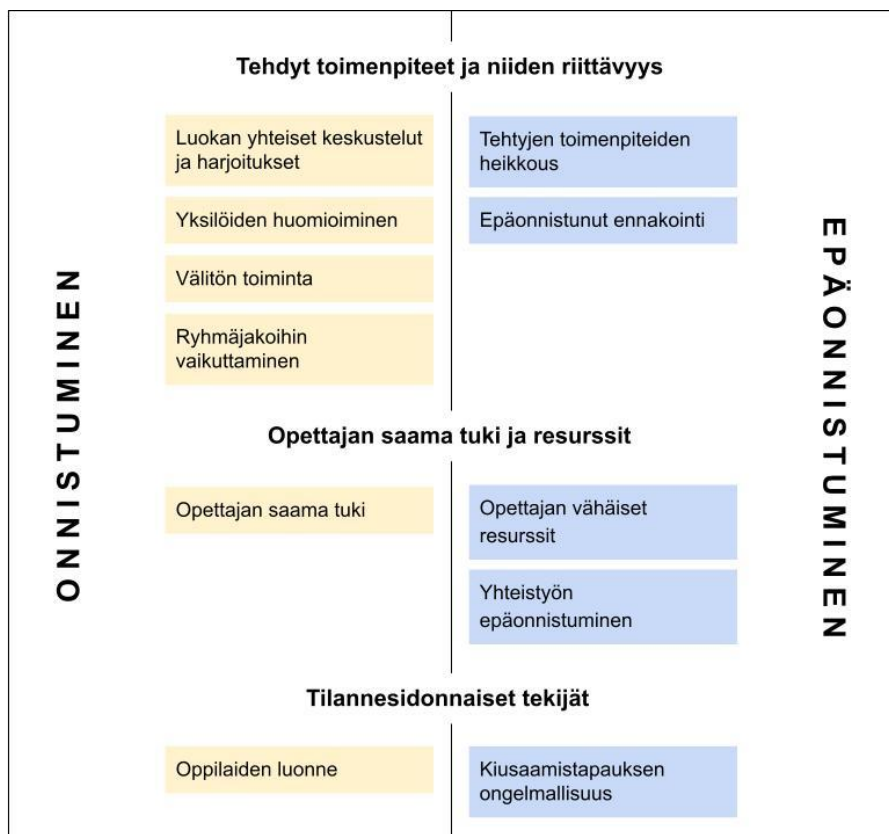 Tehdyt toimenpiteet ja niiden riittävyys
Luokan yhteiset keskustelut
ja harjoitukset
Yksilöiden huomioiminen
Välitön toiminta
Ryhmäjakoihin
vaikuttaminen
Tehtyjen toimenpiteiden
heikkous
Epäonnistunut ennakointi
ONNISTUMINEN
EPÄONNISTUMINEN
Opettajan saama tuki ja resurssit
Opettajan saama tuki
Opettajan vähäiset
resurssit
Yhteistyön
epäonnistuminen
Tilannesidonnaiset tekijät
Oppilaiden luonne
Kiusaamistapauksen
ongelmallisuus